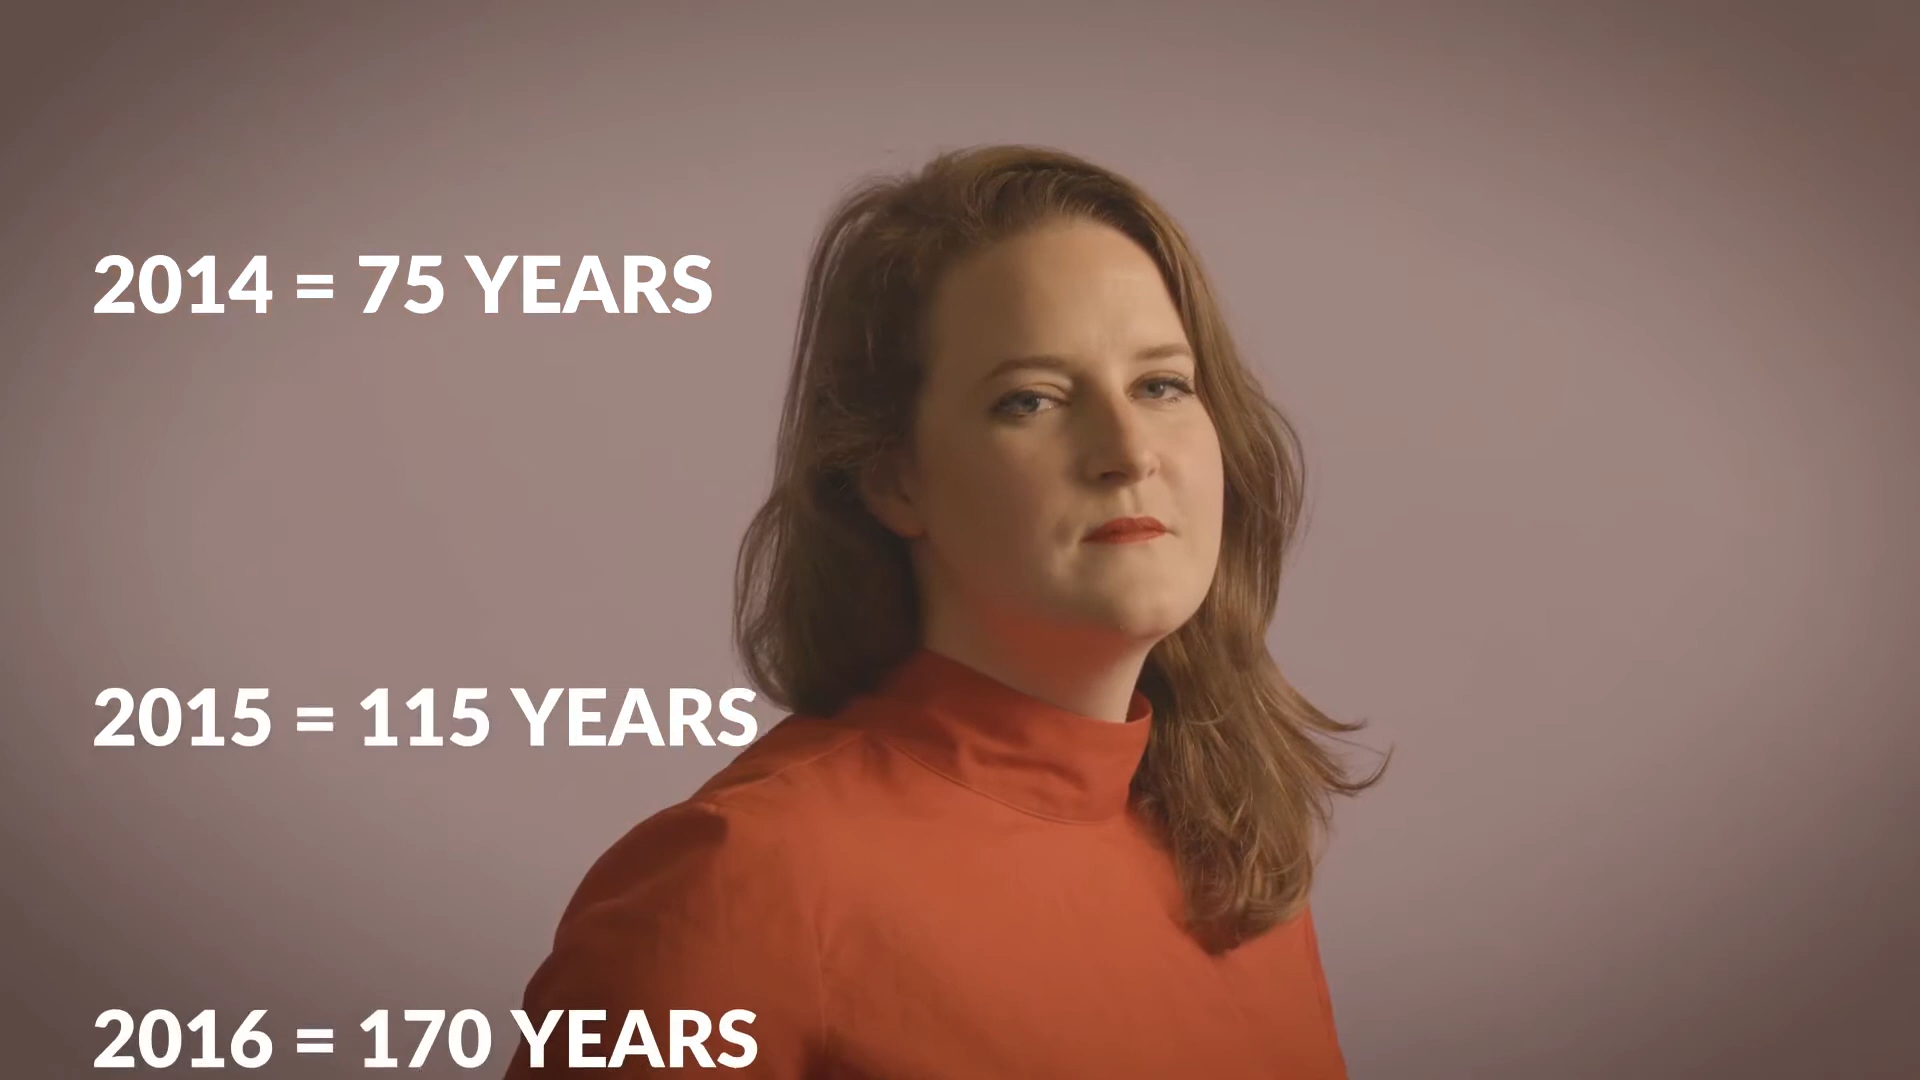 2014 = 75 YEARS
2015 = 115 YEARS
2016 = 170 YEARS